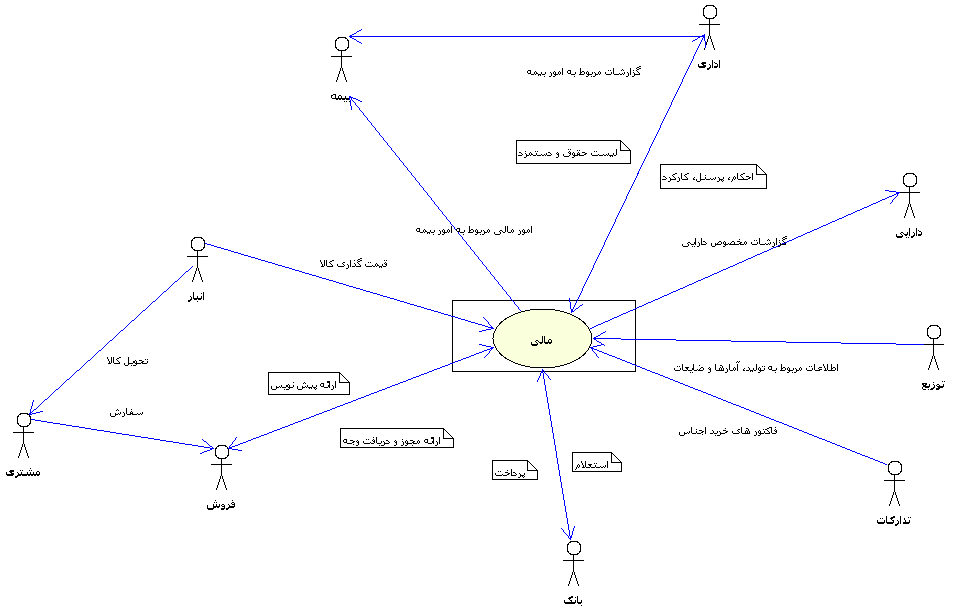 اداری
بیمه
گزارشات مربوط به امور بیمه
لیست حقوق و دستمزد
احکام، پرسنل، کارکرد
دارایی
امور مالی مربوط به امور بیمه
گزارشات مخصوص دارایی
قیمت گذاری کالا
انبار
مالی
تحویل کالا
اطلاعات مربوط به تولید، آمارها و ضایعات
توزیع
ارائه پیش نویس
سفارش
فاکتور های خرید اجناس
ارائه مجوز و دریافت وجه
مشتری
استعلام
پرداخت
فروش
تدارکات
بانک